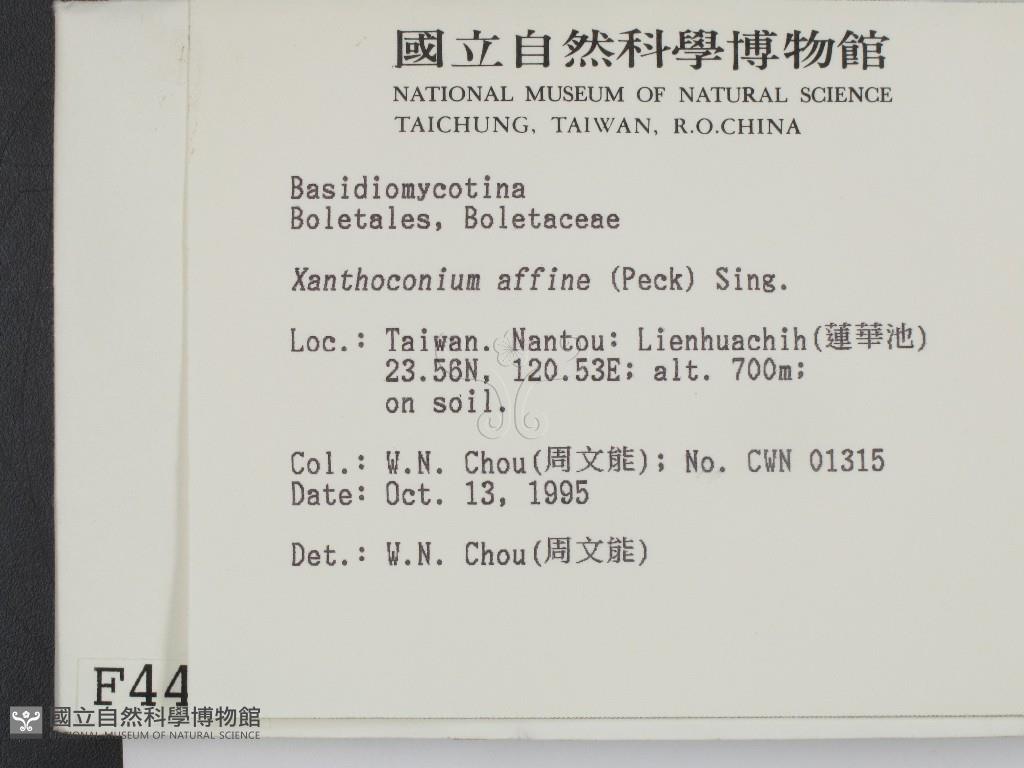 國立自然科學博物館
NATIONAL MUSEUM OF NATURAL SCIENCE
TAICHUNG, TAIWAN, R.O.CHINA
Basidiomycotina
Boletales, Boletaceae
Xanthoconium affine (Peck) Sing.
Loc.: Taiwan. Nantou: Lienhuachih(蓮華池)
23.56N, 120.53E; alt. 700m;
on soil.
Col.: W.N. Chou(周文能); No. CWN 01315
Date: Oct. 13, 1995
Det.: W.N. Chou(周文能)
F44
國立自然科學博物館
NATIONAL MUSEUM OF NATURAL SCIENCE